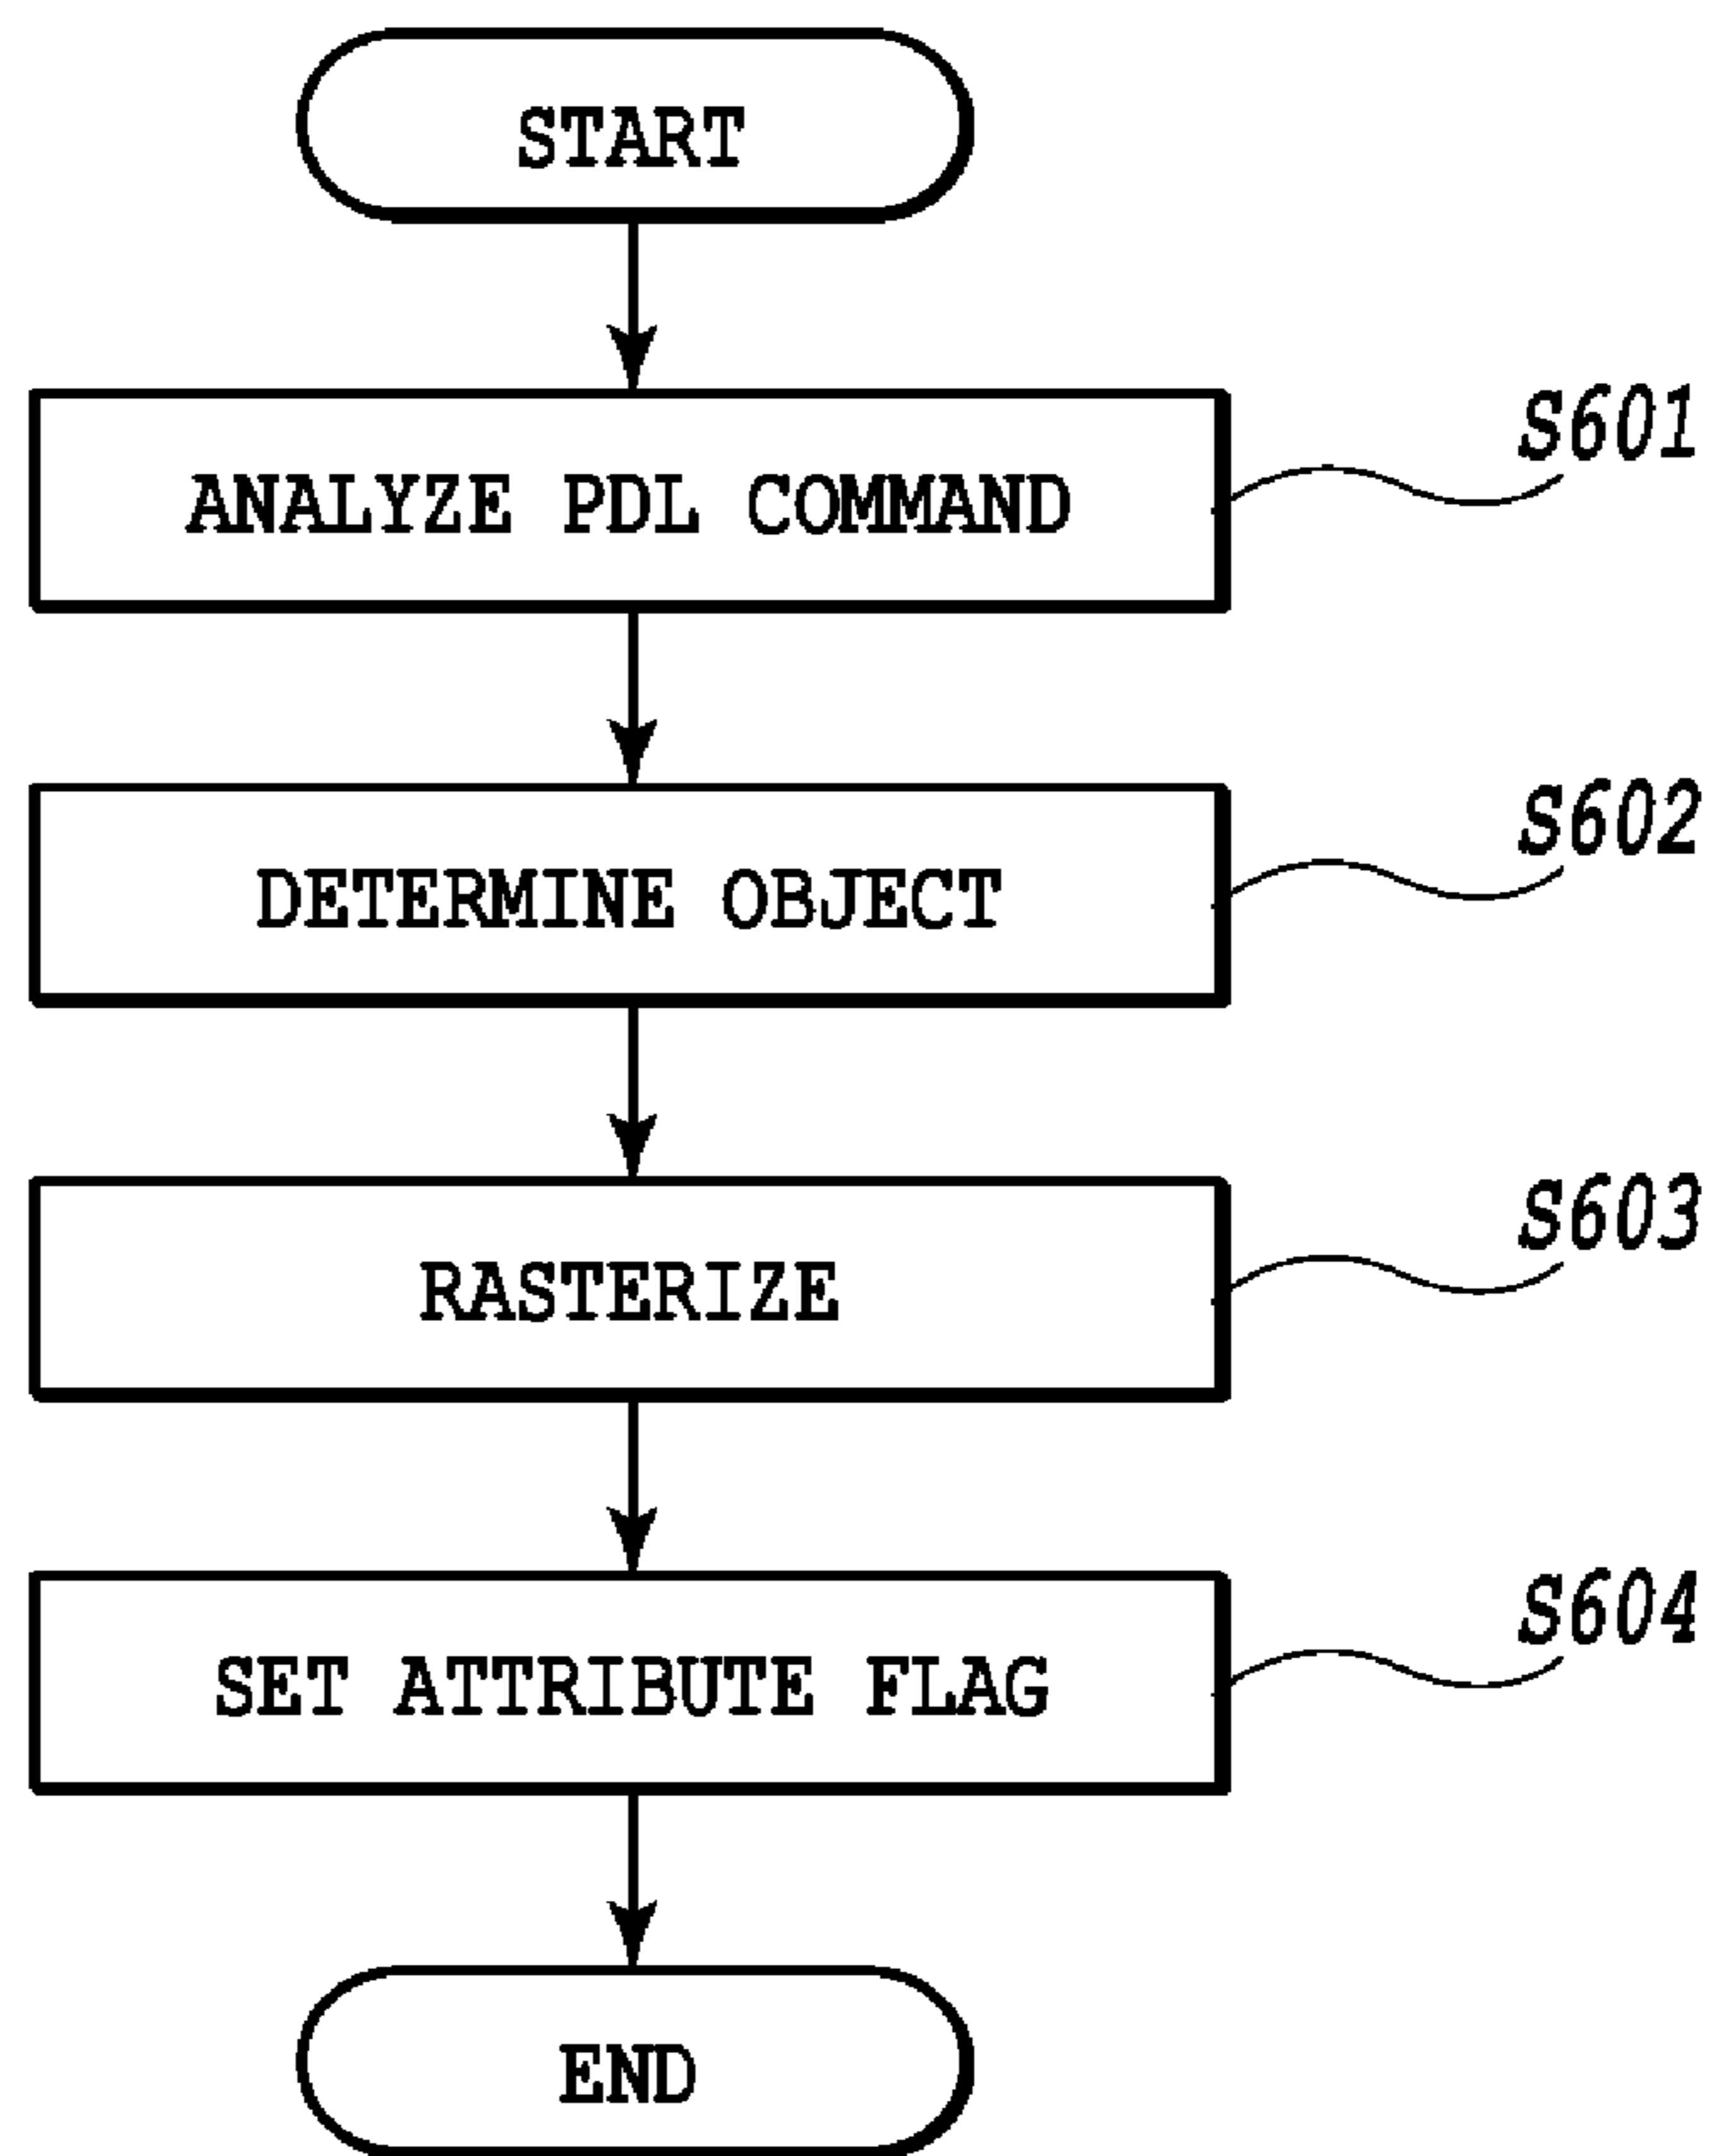 START
ANALYZE PDL COMMAND
S601
DETERMINE OBJECT
S602
RASTERIZE
S603
SET ATTRIBUTE FLAG
S604
END